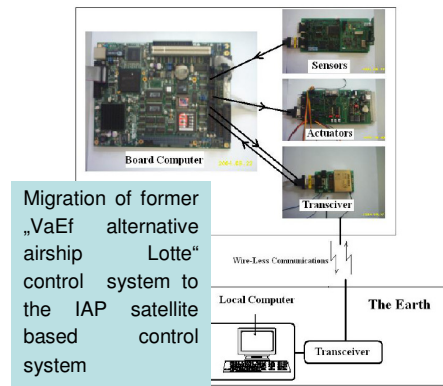 Sensors
Actuators
Board Computer
Transciver
Migration of former
„VaEf alternative
airship Lotte“
control system to
the IAP satellite
based control
system
Wire-Less Communications
Local Computer
The Earth
Transceiver